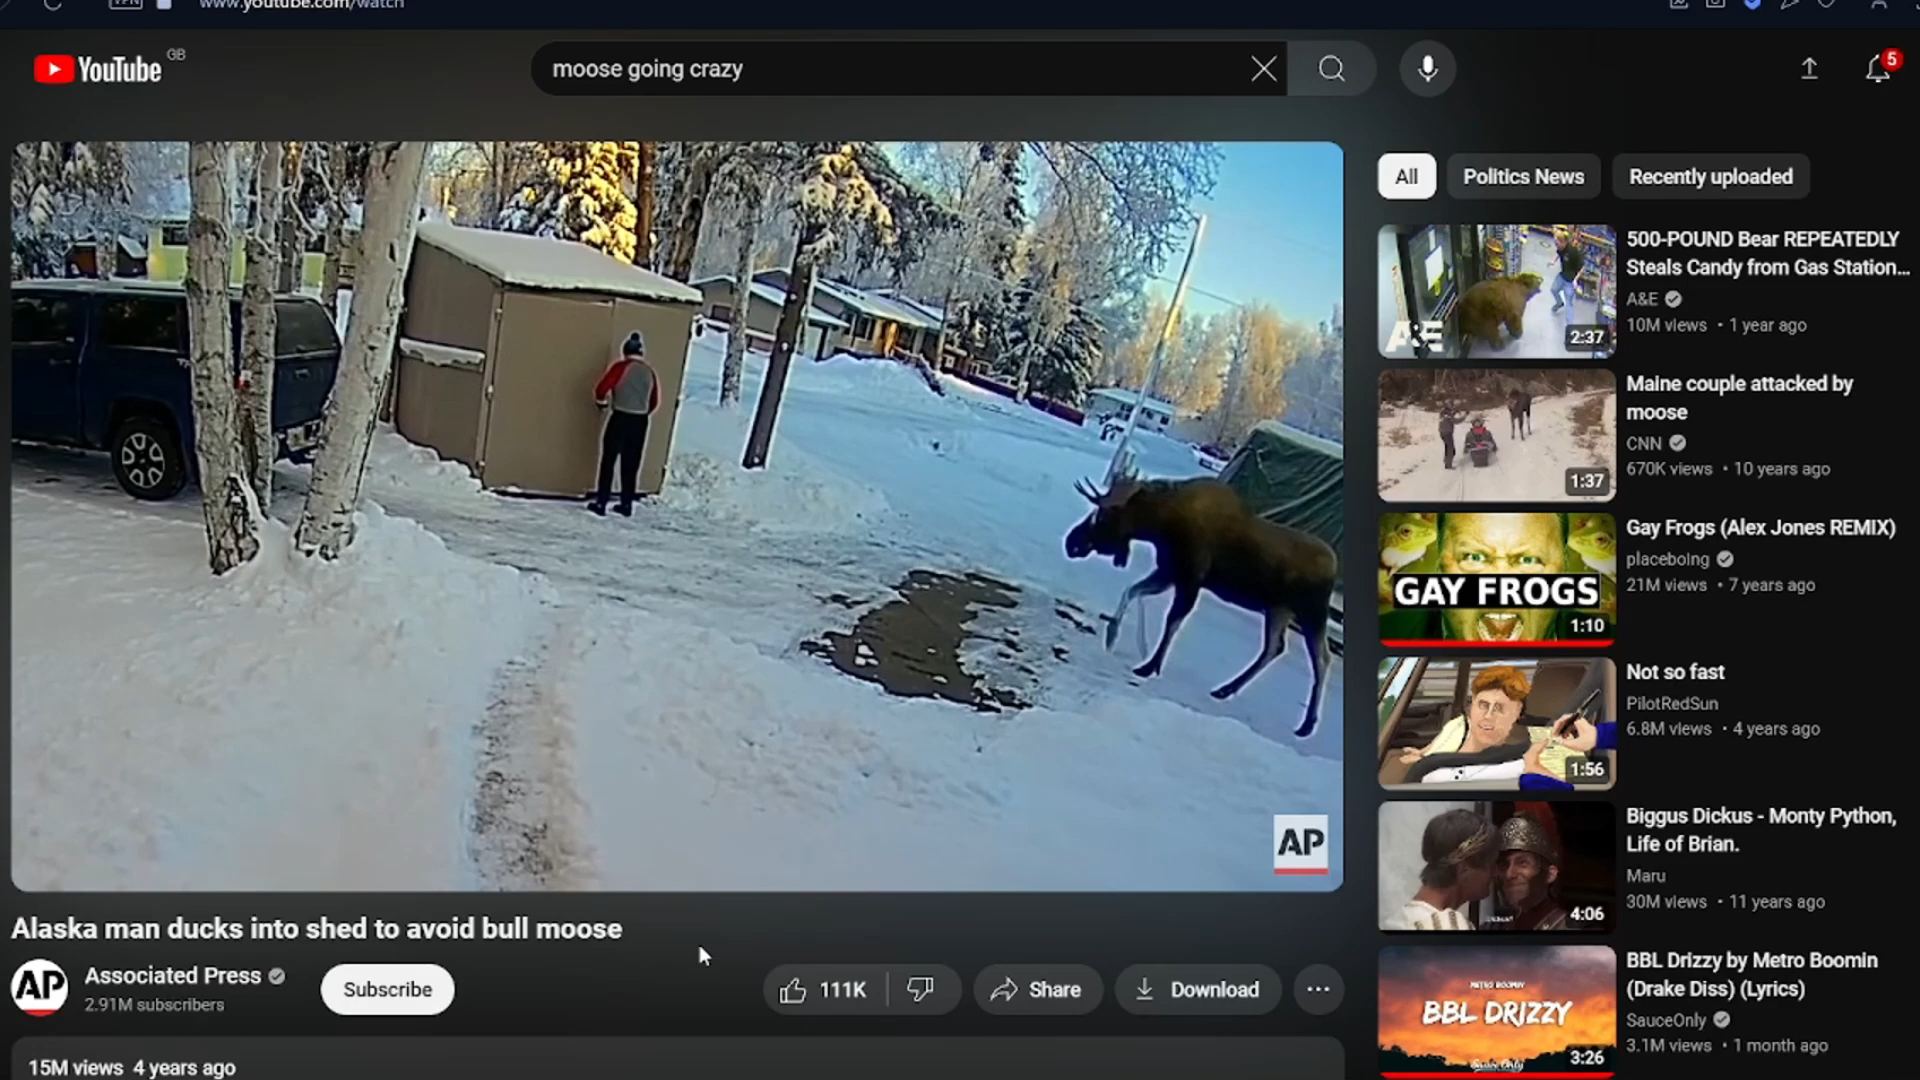 VPN
www.youtube.com/watch
YouTube GB
moose going crazy
5
AP
Alaska man ducks into shed to avoid bull moose
AP
Associated Press
2.91M subscribers
Subscribe
111K
Share
Download
15M views 4 years ago
All
Politics News
Recently uploaded
A&E
2:37
500-POUND Bear REPEATEDLY
Steals Candy from Gas Station...
A&E
10M views • 1 year ago
1:37
Maine couple attacked by
moose
CNN
670K views • 10 years ago
GAY FROGS
1:10
Gay Frogs (Alex Jones REMIX)
placeboing
21M views • 7 years ago
1:56
Not so fast
PilotRedSun
6.8M views • 4 years ago
4:06
Biggus Dickus - Monty Python,
Life of Brian.
Maru
30M views • 11 years ago
METRO BOOMIN
BBL DRIZZY
SauceOnly
3:26
BBL Drizzy by Metro Boomin
(Drake Diss) (Lyrics)
SauceOnly
3.1M views • 1 month ago